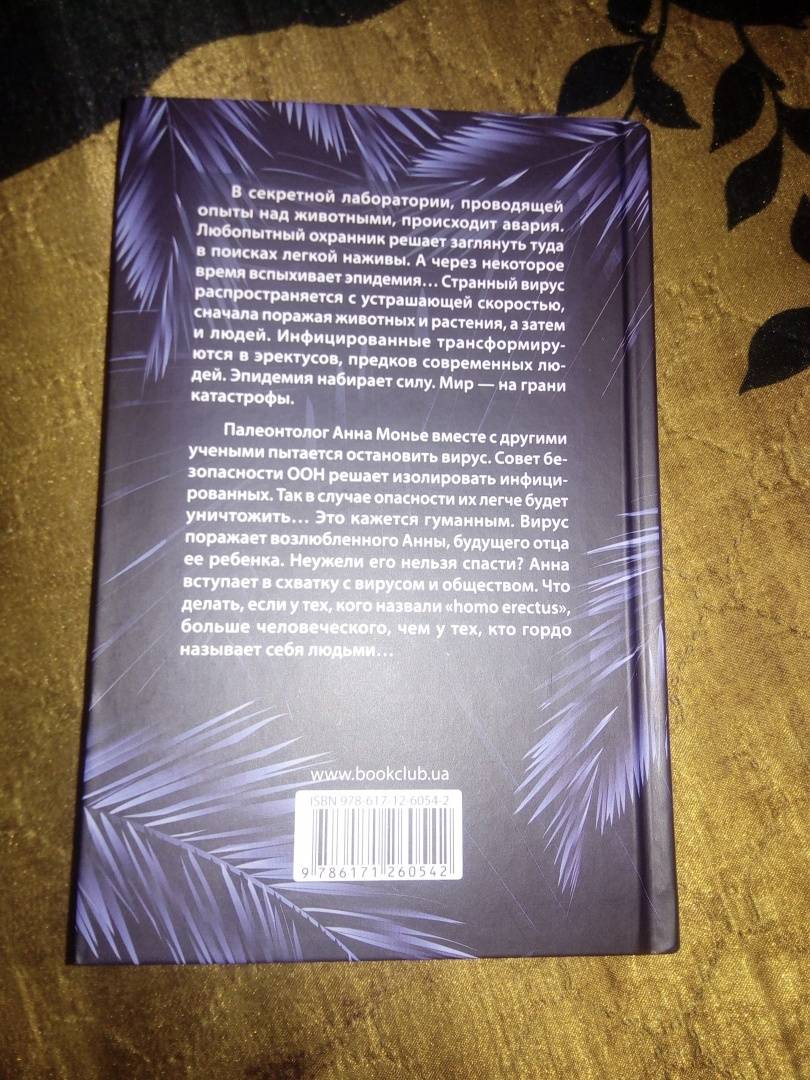 В секретной лаборатории, проводящей
опыты над животными, происходит авария.
Любопытный охранник решает заглянуть туда
в поисках легкой наживы. А через некоторое
время вспыхивает эпидемия... Странный вирус
распространяется с устрашающей скоростью,
сначала поражая животных и растения, а затем
и людей. Инфицированные трансформиру-
ются в эректусов, предков современных лю-
дей. Эпидемия набирает силу. Мир — на грани
катастрофы.
Палеонтолог Анна Монье вместе с другими
учеными пытается остановить вирус. Совет бе-
зопасности ООН решает изолировать инфици-
рованных. Так в случае опасности их легче будет
уничтожить... Это кажется гуманным. Вирус
поражает возлюбленного Анны, будущего отца
ее ребенка. Неужели его нельзя спасти? Анна
вступает в схватку с вирусом и обществом. Что
делать, если у тех, кого назвали «homo erectus»,
больше человеческого, чем у тех, кто гордо
называет себя людьми...
www.bookclub.ua
ISBN 978-617-12-6054-2
9 786171 260542